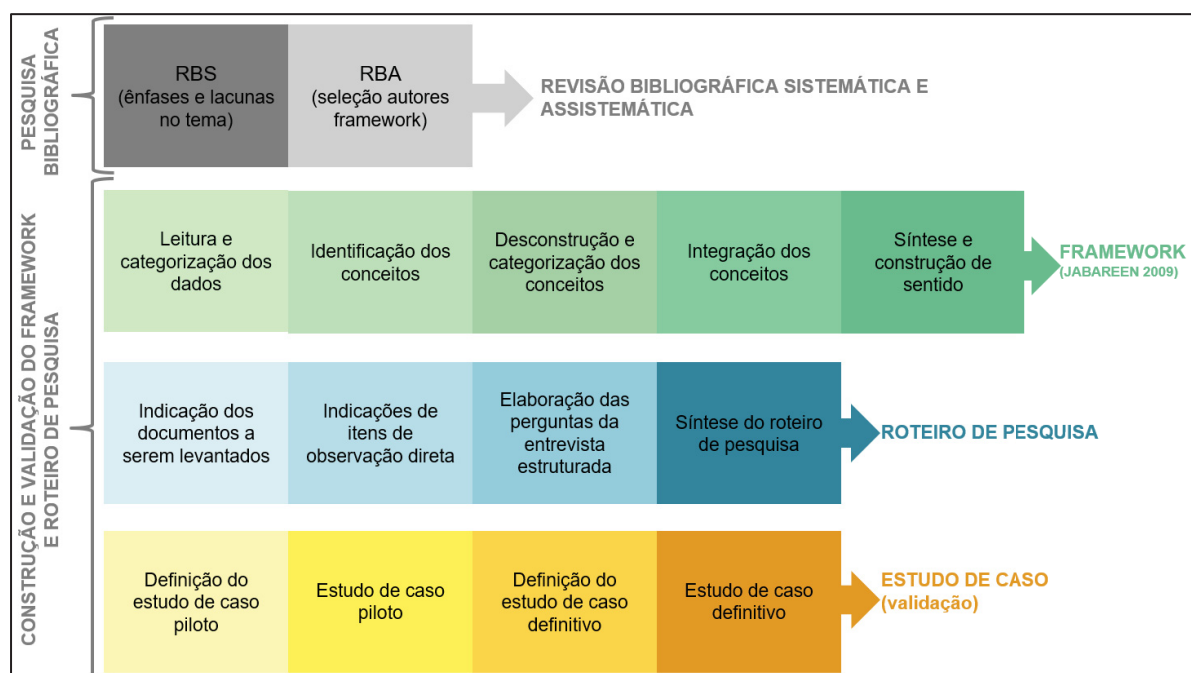 PESQUISA
BIBLIOGRÁFICA
RBS
(ênfases e lacunas
no tema)
RBA
(seleção autores
framework)
REVISÃO BIBLIOGRÁFICA SISTEMÁTICA E
ASSISTEMÁTICA
CONSTRUÇÃO E VALIDAÇÃO DO FRAMEWORK
E ROTEIRO DE PESQUISA
Leitura e
categorização dos
dados
Identificação dos
conceitos
Desconstrução e
categorização dos
conceitos
Integração dos
conceitos
Síntese e
construção de
sentido
FRAMEWORK
(JABAREEN 2009)
Indicação dos
documentos a
serem levantados
Indicações de
itens de
observação direta
Elaboração das
perguntas da
entrevista
estruturada
Síntese do roteiro
de pesquisa
ROTEIRO DE PESQUISA
Definição do
estudo de caso
piloto
Estudo de caso
piloto
Definição do
estudo de caso
definitivo
Estudo de caso
definitivo
ESTUDO DE CASO
(validação)